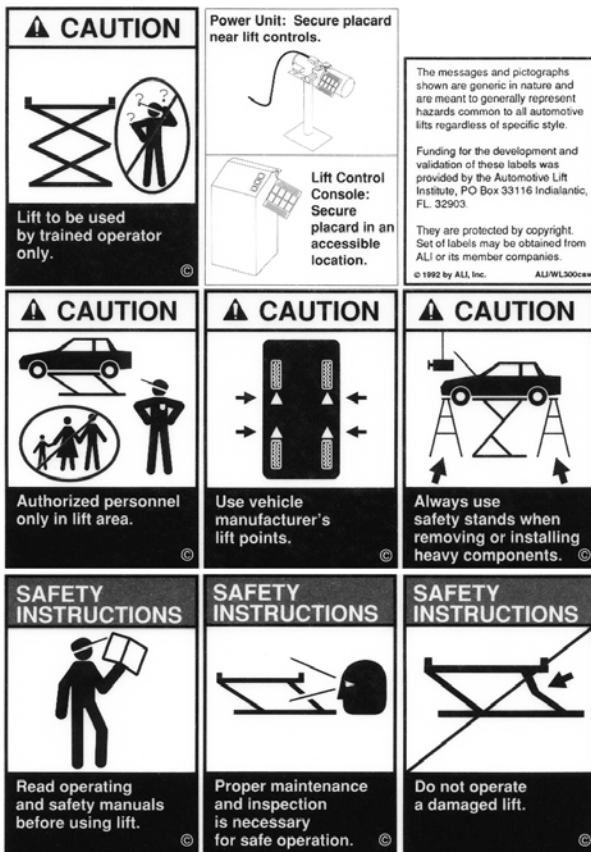 CAUTION
Lift to be used
by trained operator
only.
©
Power Unit: Secure placard
near lift controls.
Lift Control
Console:
Secure
placard in an
accessible
location.
The messages and pictographs
shown are generic in nature and
are meant to generally represent
hazards common to all automotive
lifts regardless of specific style.
Funding for the development and
validation of these labels was
provided by the Automotive Lift
Institute, PO Box 33116 Indialantic,
FL. 32903.
They are protected by copyright.
Set of labels may be obtained from
ALI or its member companies.
© 1992 by ALI, Inc. ALI/WL300csw
CAUTION
Authorized personnel
only in lift area.
©
CAUTION
Use vehicle
manufacturer's
lift points.
©
CAUTION
Always use
safety stands when
removing or installing
heavy components. ©
SAFETY
INSTRUCTIONS
Read operating
and safety manuals
before using lift.
©
SAFETY
INSTRUCTIONS
Proper maintenance
and inspection
is necessary
for safe operation.
©
SAFETY
INSTRUCTIONS
Do not operate
a damaged lift.
©